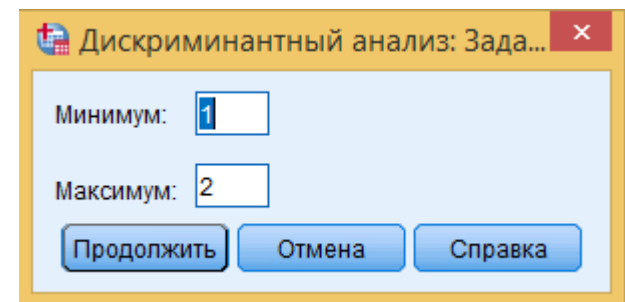 Дискриминантный анализ: Зада...
Минимум: 1
Максимум: 2
Продолжить Отмена Справка